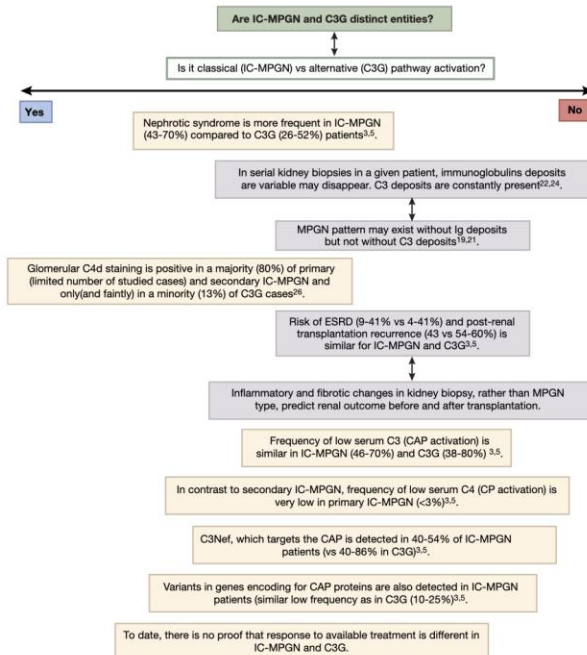 Are IC-MPGN and C3G distinct entities?
Is it classical (IC-MPGN) vs alternative (C3G) pathway activation?
Yes
No
Nephrotic syndrome is more frequent in IC-MPGN
(43-70%) compared to C3G (26-52%) patients3,5.
In serial kidney biopsies in a given patient, immunoglobulins deposits
are variable may disappear. C3 deposits are constantly present22,24.
MPGN pattern may exist without Ig deposits
but not without C3 deposits19,21.
Glomerular C4d staining is positive in a majority (80%) of primary
(limited number of studied cases) and secondary IC-MPGN and
only(and faintly) in a minority (13%) of C3G cases26.
Risk of ESRD (9-41% vs 4-41%) and post-renal
transplantation recurrence (43 vs 54-60%) is
similar for IC-MPGN and C3G3,5.
Inflammatory and fibrotic changes in kidney biopsy, rather than MPGN
type, predict renal outcome before and after transplantation.
Frequency of low serum C3 (CAP activation) is
similar in IC-MPGN (46-70%) and C3G (38-80%) 3,5.
In contrast to secondary IC-MPGN, frequency of low serum C4 (CP activation) is
very low in primary IC-MPGN (<3%)3,5.
C3Nef, which targets the CAP is detected in 40-54% of IC-MPGN
patients (vs 40-86% in C3G)3,5.
Variants in genes encoding for CAP proteins are also detected in IC-MPGN
patients (similar low frequency as in C3G (10-25%)3,5.
To date, there is no proof that response to available treatment is different in
IC-MPGN and C3G.